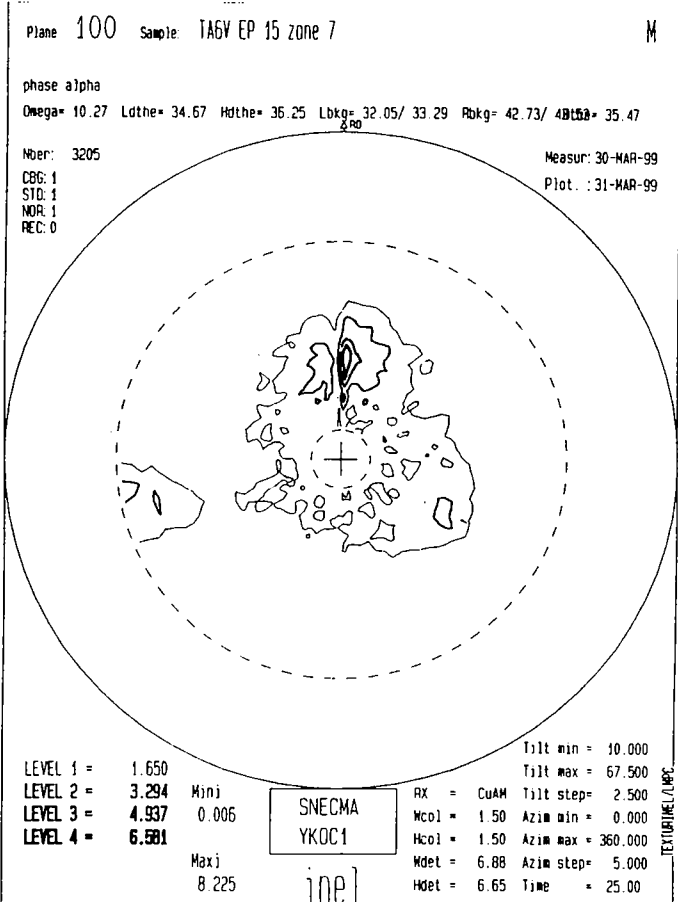 Plane 100 Sample: TA6V EP 15 zone 7 M
phase alpha
Omega= 10.27 Ldthe= 34.67 Hdthe= 36.25 Lbkg= 32.05/ 33.29 Rbkg= 42.73/ = 35.47
RD
Nber: 3205
Measur: 30-MAR-99
CBG: 1
Plot. : 31-MAR-99
STD: 1
NOR: 1
REC: 0
M
Tilt min = 10.000
LEVEL 1 = 1.650
Tilt max = 67.500
LEVEL 2 = 3.294 Mini
RX = CuAM Tilt step= 2.500
LEVEL 3 = 4.937 0.006
SNECMA
Wcol = 1.50 Azim min = 0.000
LEVEL 4 = 6.581
YKOC1
Hcol = 1.50 Azim max = 360.000
Maxi
Wdet = 6.88 Azim step= 5.000
8.225
inel
Hdet = 6.65 Time = 25.00